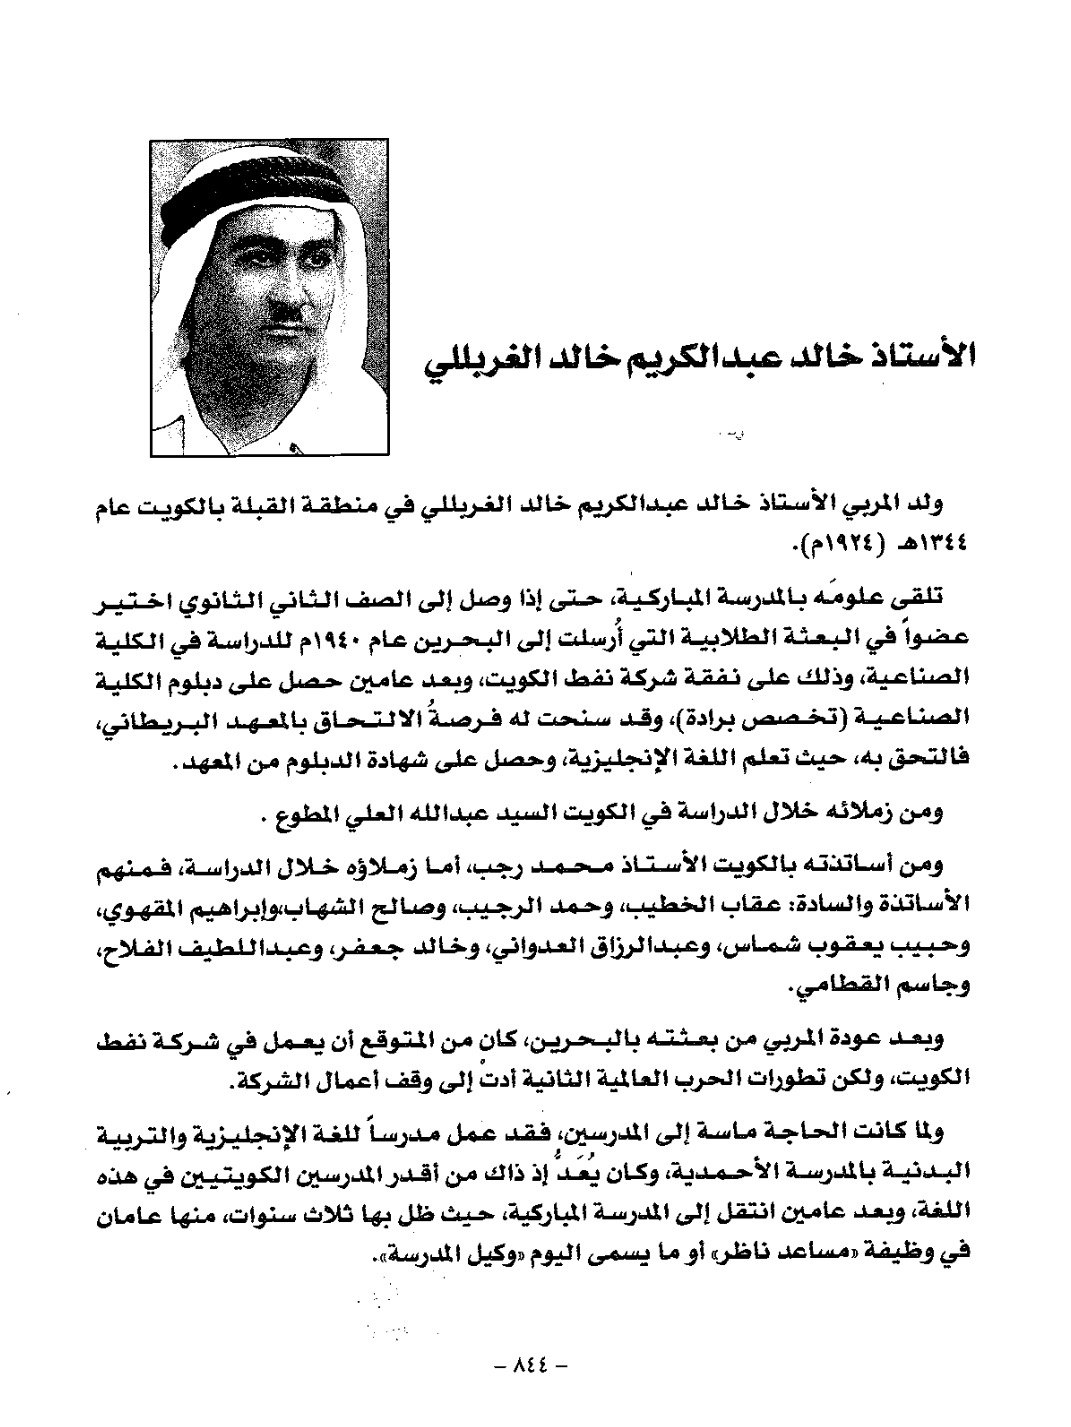 الأستاذ خالد عبدالكريم خالد الغربللي
ولد المربي الأستاذ خالد عبدالكريم خالد الغربللي في منطقة القبلة بالكويت عام
١٣٤٤هـ (١٩٢٤م).
تلقى علومَه بالمدرسة المباركية، حتى إذا وصل إلى الصف الثاني الثانوي اختير
عضواً في البعثة الطلابية التي أُرسلت إلى البحرين عام ١٩٤٠م للدراسة في الكلية
الصناعية، وذلك على نفقة شركة نفط الكويت، وبعد عامين حصل على دبلوم الكلية
الصناعية (تخصص برادة)، وقد سنحت له فرصةُ الالتحاق بالمعهد البريطاني،
فالتحق به، حيث تعلم اللغة الإنجليزية، وحصل على شهادة الدبلوم من المعهد.
ومن زملائه خلال الدراسة في الكويت السيد عبدالله العلي المطوع .
ومن أساتذته بالكويت الأستاذ محمد رجب، أما زملاؤه خلال الدراسة، فمنهم
الأساتذة والسادة: عقاب الخطيب، وحمد الرجيب، وصالح الشهاب،وإبراهيم المقهوي،
وحبيب يعقوب شماس، وعبدالرزاق العدواني، وخالد جعفر، وعبداللطيف الفلاح،
وجاسم القطامي.
وبعد عودة المربي من بعثته بالبحرين، كان من المتوقع أن يعمل في شركة نفط
الكويت، ولكن تطورات الحرب العالمية الثانية أدتْ إلى وقف أعمال الشركة.
ولما كانت الحاجة ماسة إلى المدرسين، فقد عمل مدرساً للغة الإنجليزية والتربية
البدنية بالمدرسة الأحمدية، وكان يُعَدُّ إذ ذاك من أقدر المدرسين الكويتيين في هذه
اللغة، وبعد عامين انتقل إلى المدرسة المباركية، حيث ظل بها ثلاث سنوات، منها عامان
في وظيفة «مساعد ناظر» أو ما يسمى اليوم «وكيل المدرسة».
– ٨٤٤ –